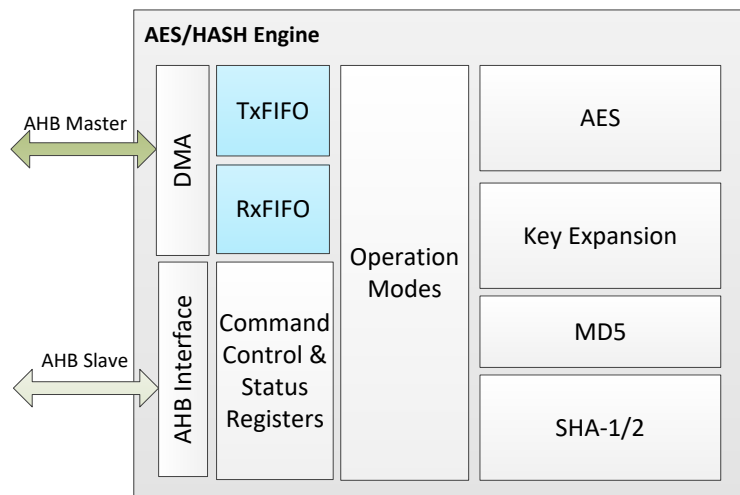 AES/HASH Engine
AHB Master
DMA
TxFIFO
RxFIFO
Operation
Modes
AES
Key Expansion
MD5
SHA-1/2
AHB Slave
AHB Interface
Command
Control &
Status
Registers